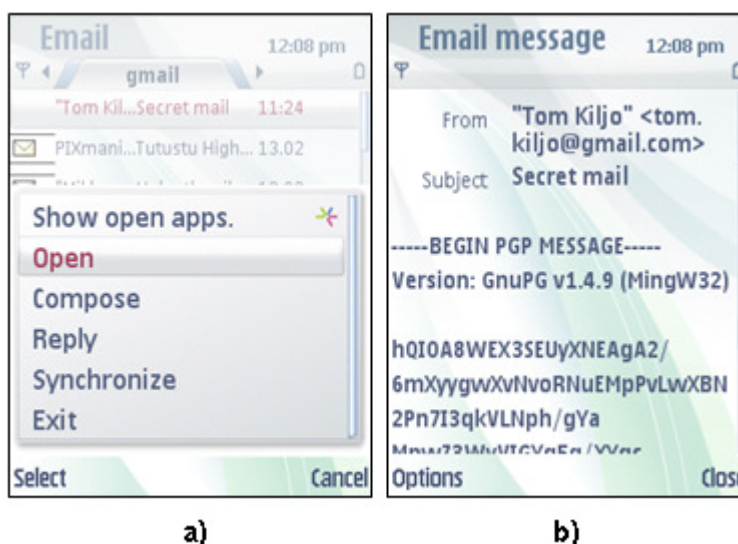 Email
12:08 pm
gmail
"Tom Kil...Secret mail 11:24
PIXmani...Tutustu High... 13.02
Show open apps.
Open
Compose
Reply
Synchronize
Exit
Select Cancel
a)
Email message
12:08 pm
From "Tom Kiljo" <tom.
kiljo@gmail.com>
Subject Secret mail
-----BEGIN PGP MESSAGE-----
Version: GnuPG v1.4.9 (MingW32)
hQIOA8WEX3SEUyXNEAgA2/
6mXyygwXvNvoRNuEMpPvLwXBN
2Pn7I3qkVLNph/gYa
Options Close
b)